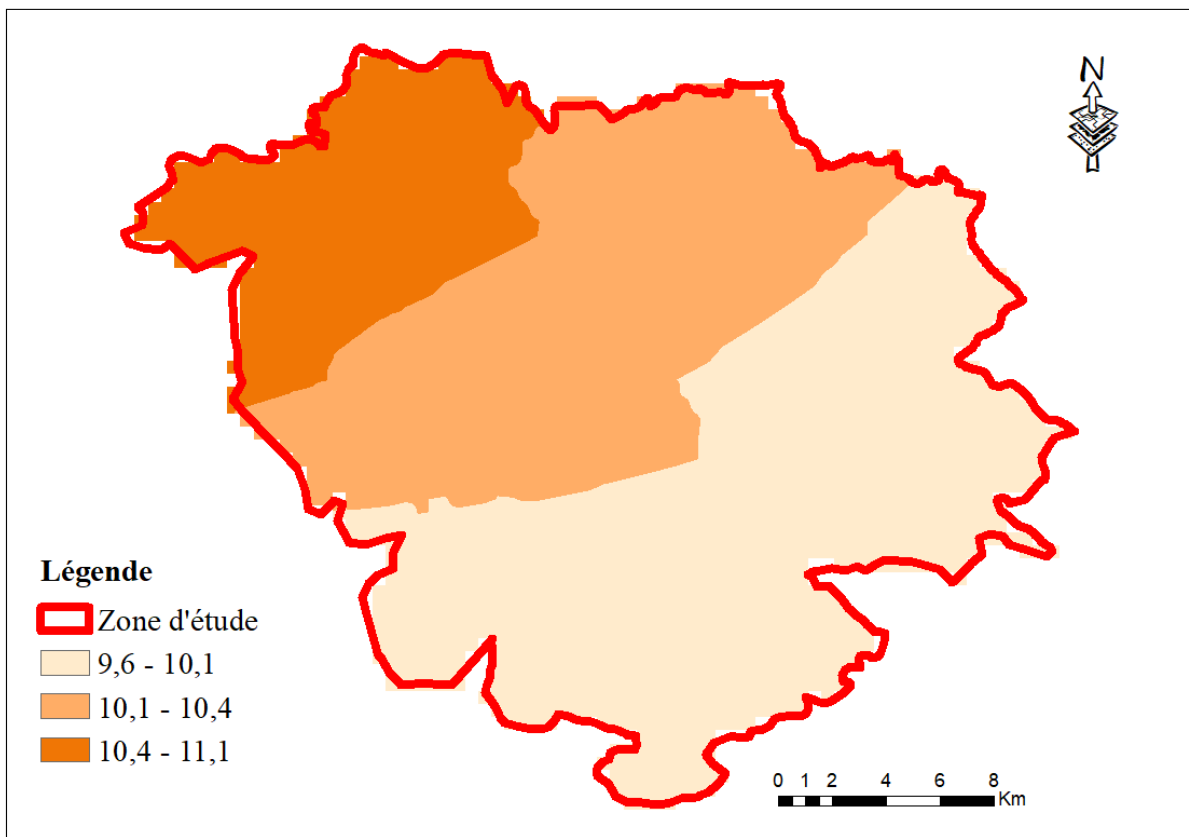 N
Légende
Zone d'étude
9,6 - 10,1
10,1 - 10,4
10,4 - 11,1
0 1 2 4 6 8
Km